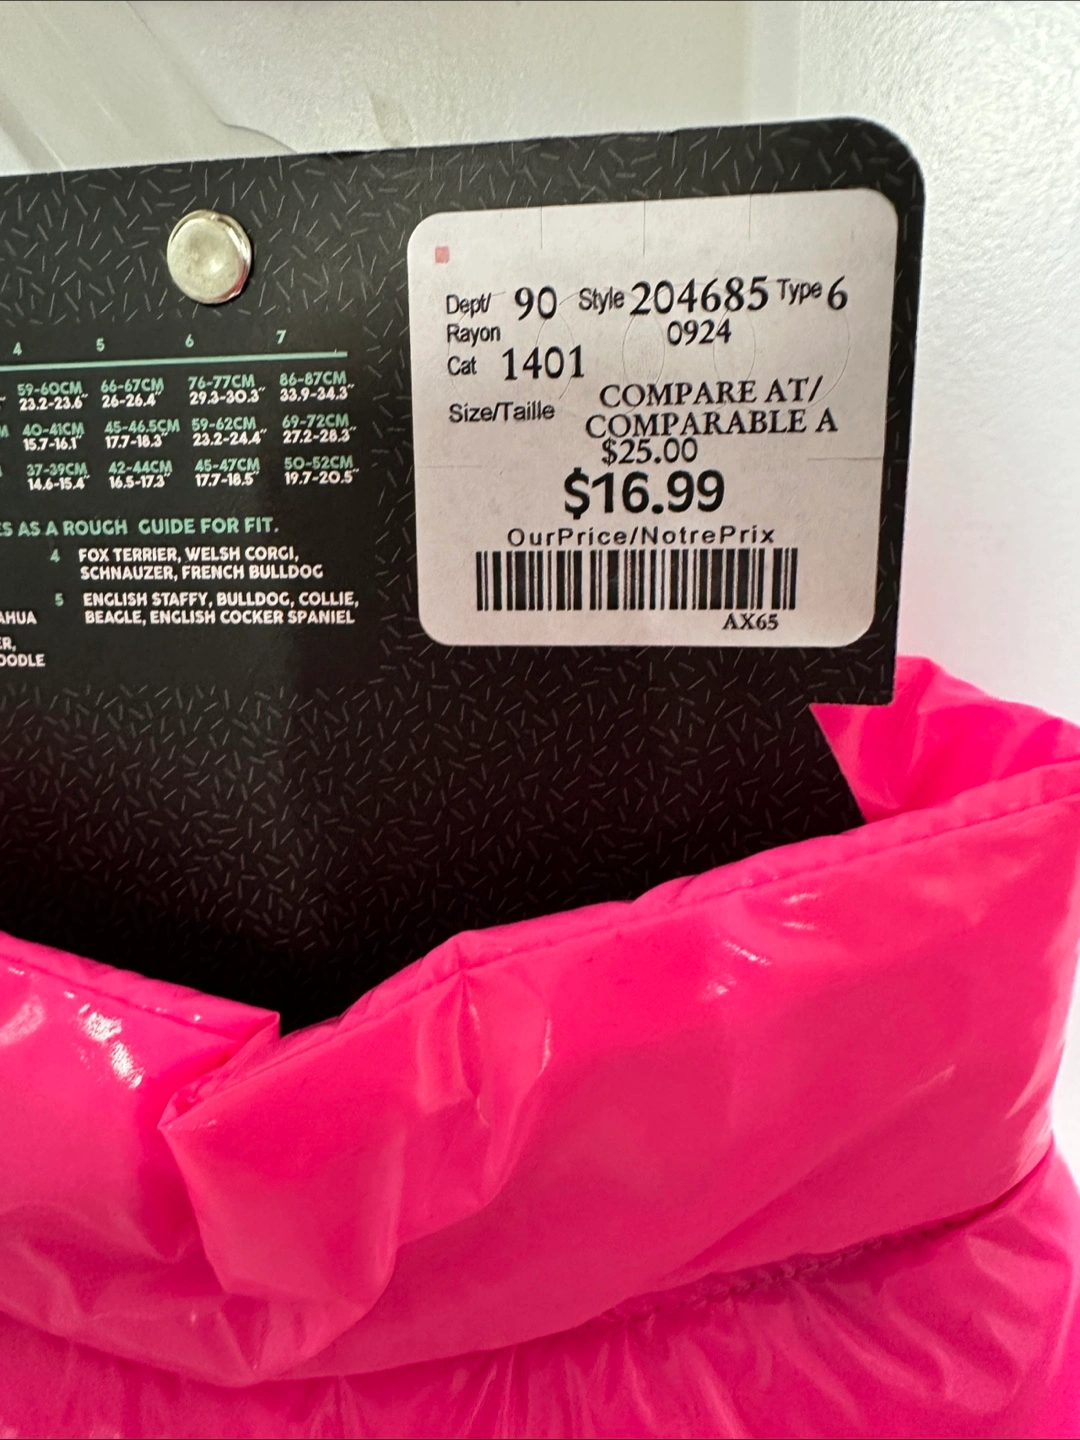 4 5 6 7
59-60CM 66-67CM 76-77CM 86-87CM
23.2-23.6" 26-26.4" 29.3-30.3" 33.9-34.3"
40-41CM 45-46.5CM 59-62CM 69-72CM
15.7-16.1" 17.7-18.3" 23.2-24.4" 27.2-28.3"
37-39CM 42-44CM 45-47CM 50-52CM
14.6-15.4" 16.5-17.3" 17.7-18.5" 19.7-20.5"
AS A ROUGH GUIDE FOR FIT.
4 FOX TERRIER, WELSH CORGI,
SCHNAUZER, FRENCH BULLDOG
5 ENGLISH STAFFY, BULLDOG, COLLIE,
BEAGLE, ENGLISH COCKER SPANIEL
Dept/ 90 Style 204685 Type 6
Rayon 0924
Cat 1401
COMPARE AT/
Size/Taille COMPARABLE A
$25.00
$16.99
OurPrice/NotrePrix
AX65